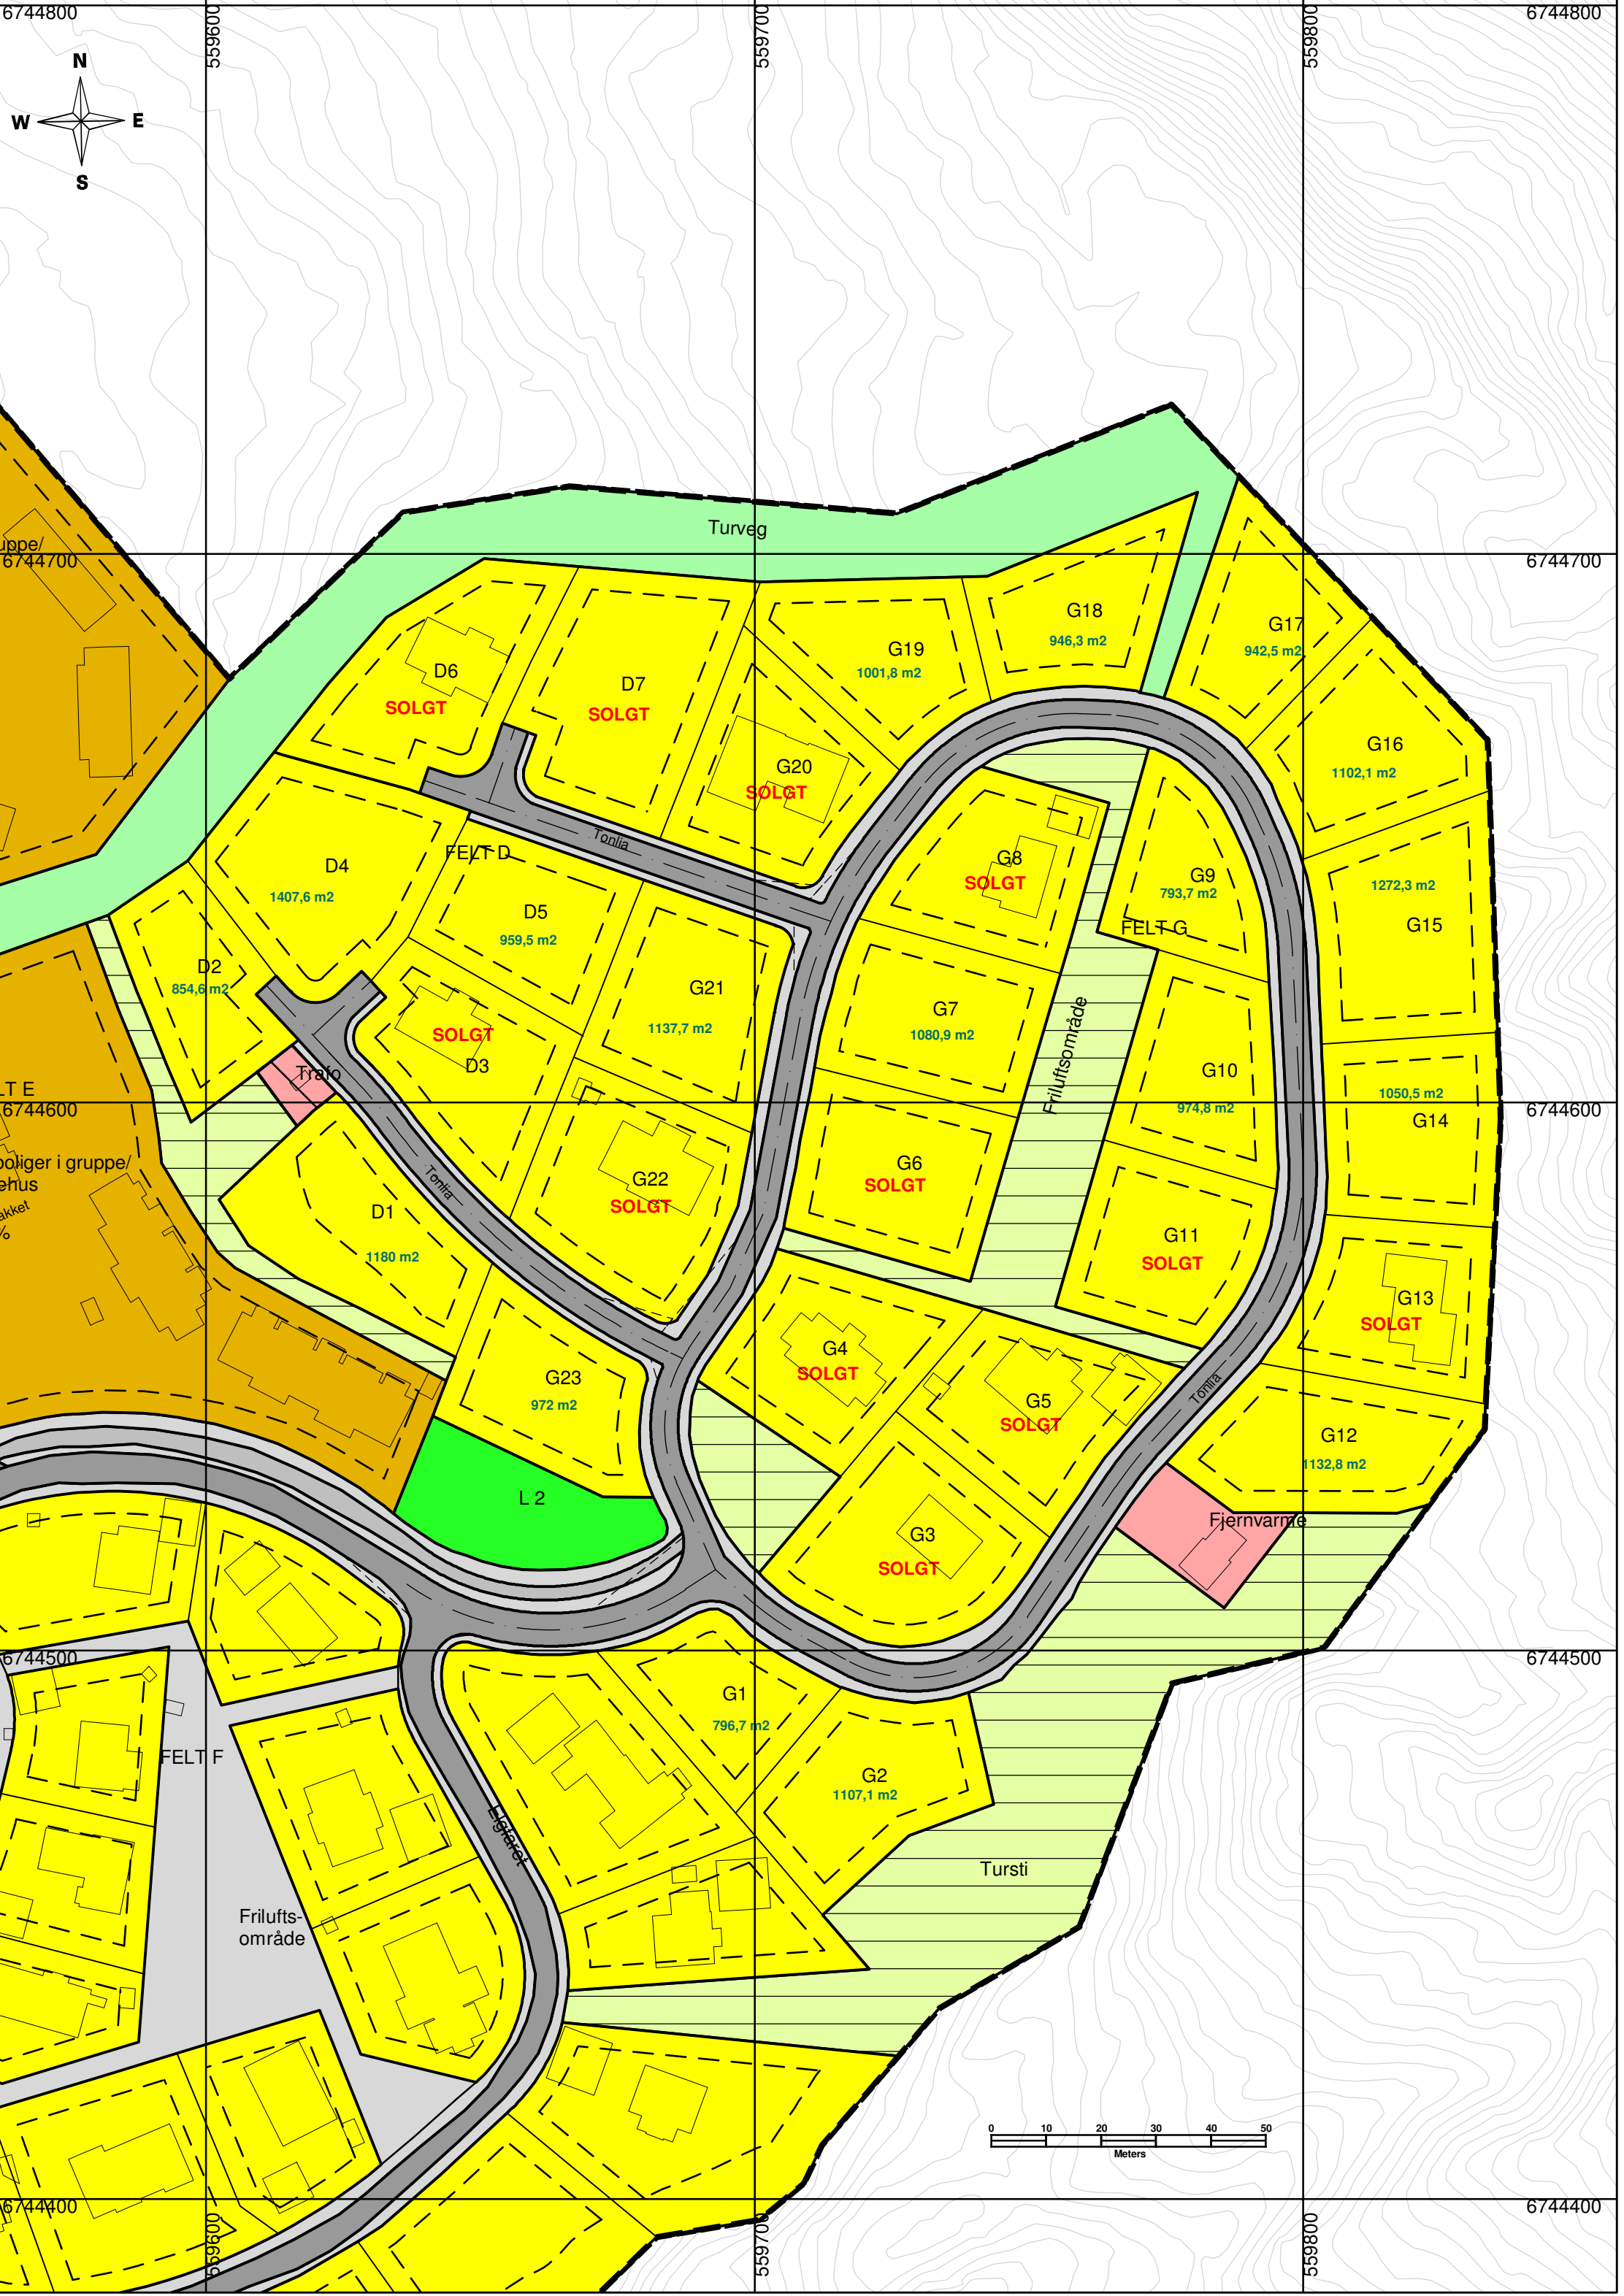 6744800
559600
559700
559800
6744800
N
W E
S
uppe/
6744700
6744700
Turveg
G18
946,3 m2
G17
942,5 m2
G19
1001,8 m2
D6
SOLGT
D7
SOLGT
G16
1102,1 m2
G20
SOLGT
Tonlia
FELT D
D4
1407,6 m2
G8
SOLGT
G9
793,7 m2
1272,3 m2
G15
D5
959,5 m2
FELT G
D2
854,6 m2
G21
1137,7 m2
G7
1080,9 m2
Friluftsområde
SOLGT
D3
Trafo
G10
974,8 m2
LT E
6744600
1050,5 m2
G14
boliger i gruppe/
ehus
akket
%
Tonlia
G22
SOLGT
G6
SOLGT
D1
1180 m2
G11
SOLGT
G13
SOLGT
G4
SOLGT
G23
972 m2
G5
SOLGT
Tonlia
G12
1132,8 m2
L 2
G3
SOLGT
Fjernvarme
6744500
6744500
G1
796,7 m2
FELT F
G2
1107,1 m2
Elgfaret
Tursti
Frilufts-
område
0 10 20 30 40 50
Meters
6744400
6744400
559600
559700
559800